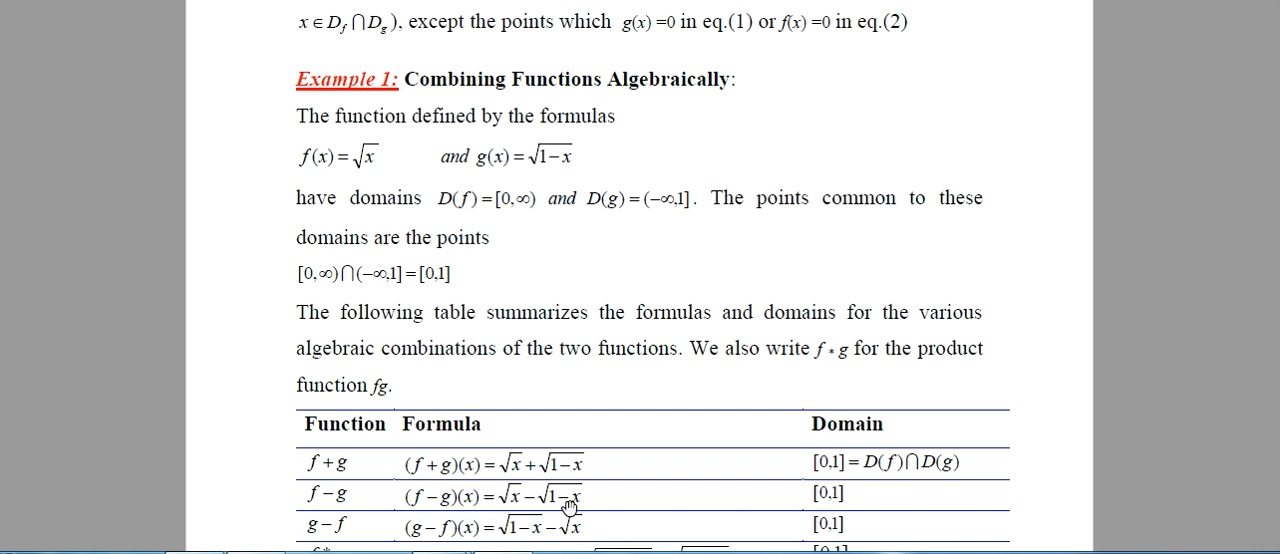 x ∈ D_f ⋂ D_g ), except the points which g(x) =0 in eq.(1) or f(x) =0 in eq.(2)
Example 1: Combining Functions Algebraically:
The function defined by the formulas
f(x) = √x and g(x) = √(1−x)
have domains D(f) = [0,∞) and D(g) = (−∞,1]. The points common to these
domains are the points
[0,∞) ⋂ (−∞,1] = [0,1]
The following table summarizes the formulas and domains for the various
algebraic combinations of the two functions. We also write f * g for the product
function fg.
Function Formula Domain
f + g (f + g)(x) = √x + √(1−x) [0,1] = D(f) ⋂ D(g)
f − g (f − g)(x) = √x − √(1−x) [0,1]
g − f (g − f)(x) = √(1−x) − √x [0,1]